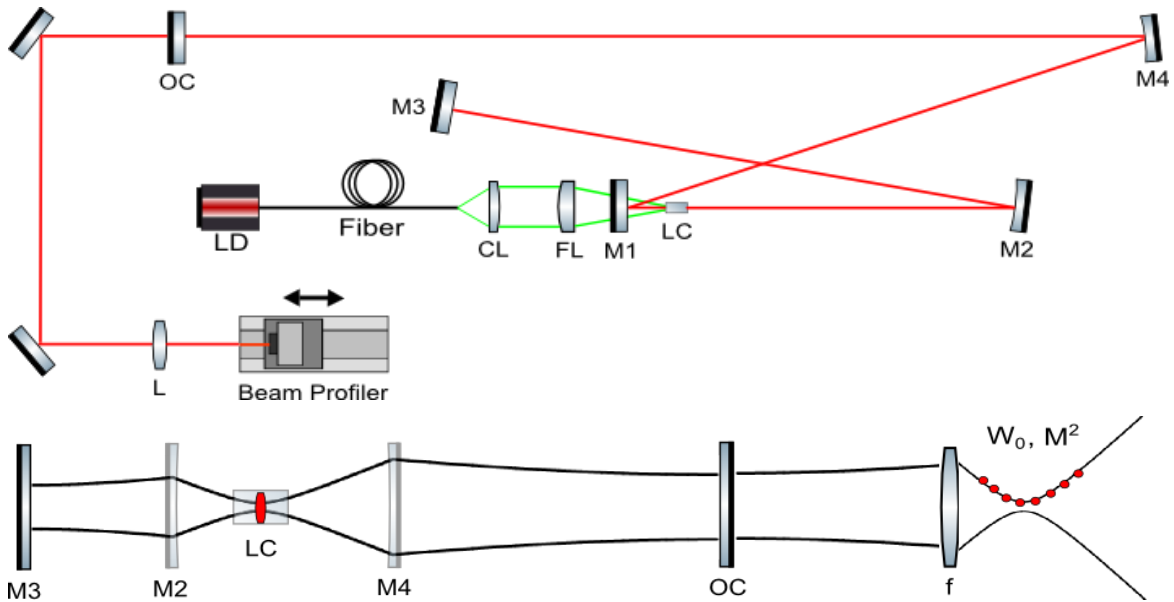 OC
M4
M3
LD
Fiber
CL
FL
M1
LC
M2
L
Beam Profiler
W₀, M²
M3
M2
LC
M4
OC
f